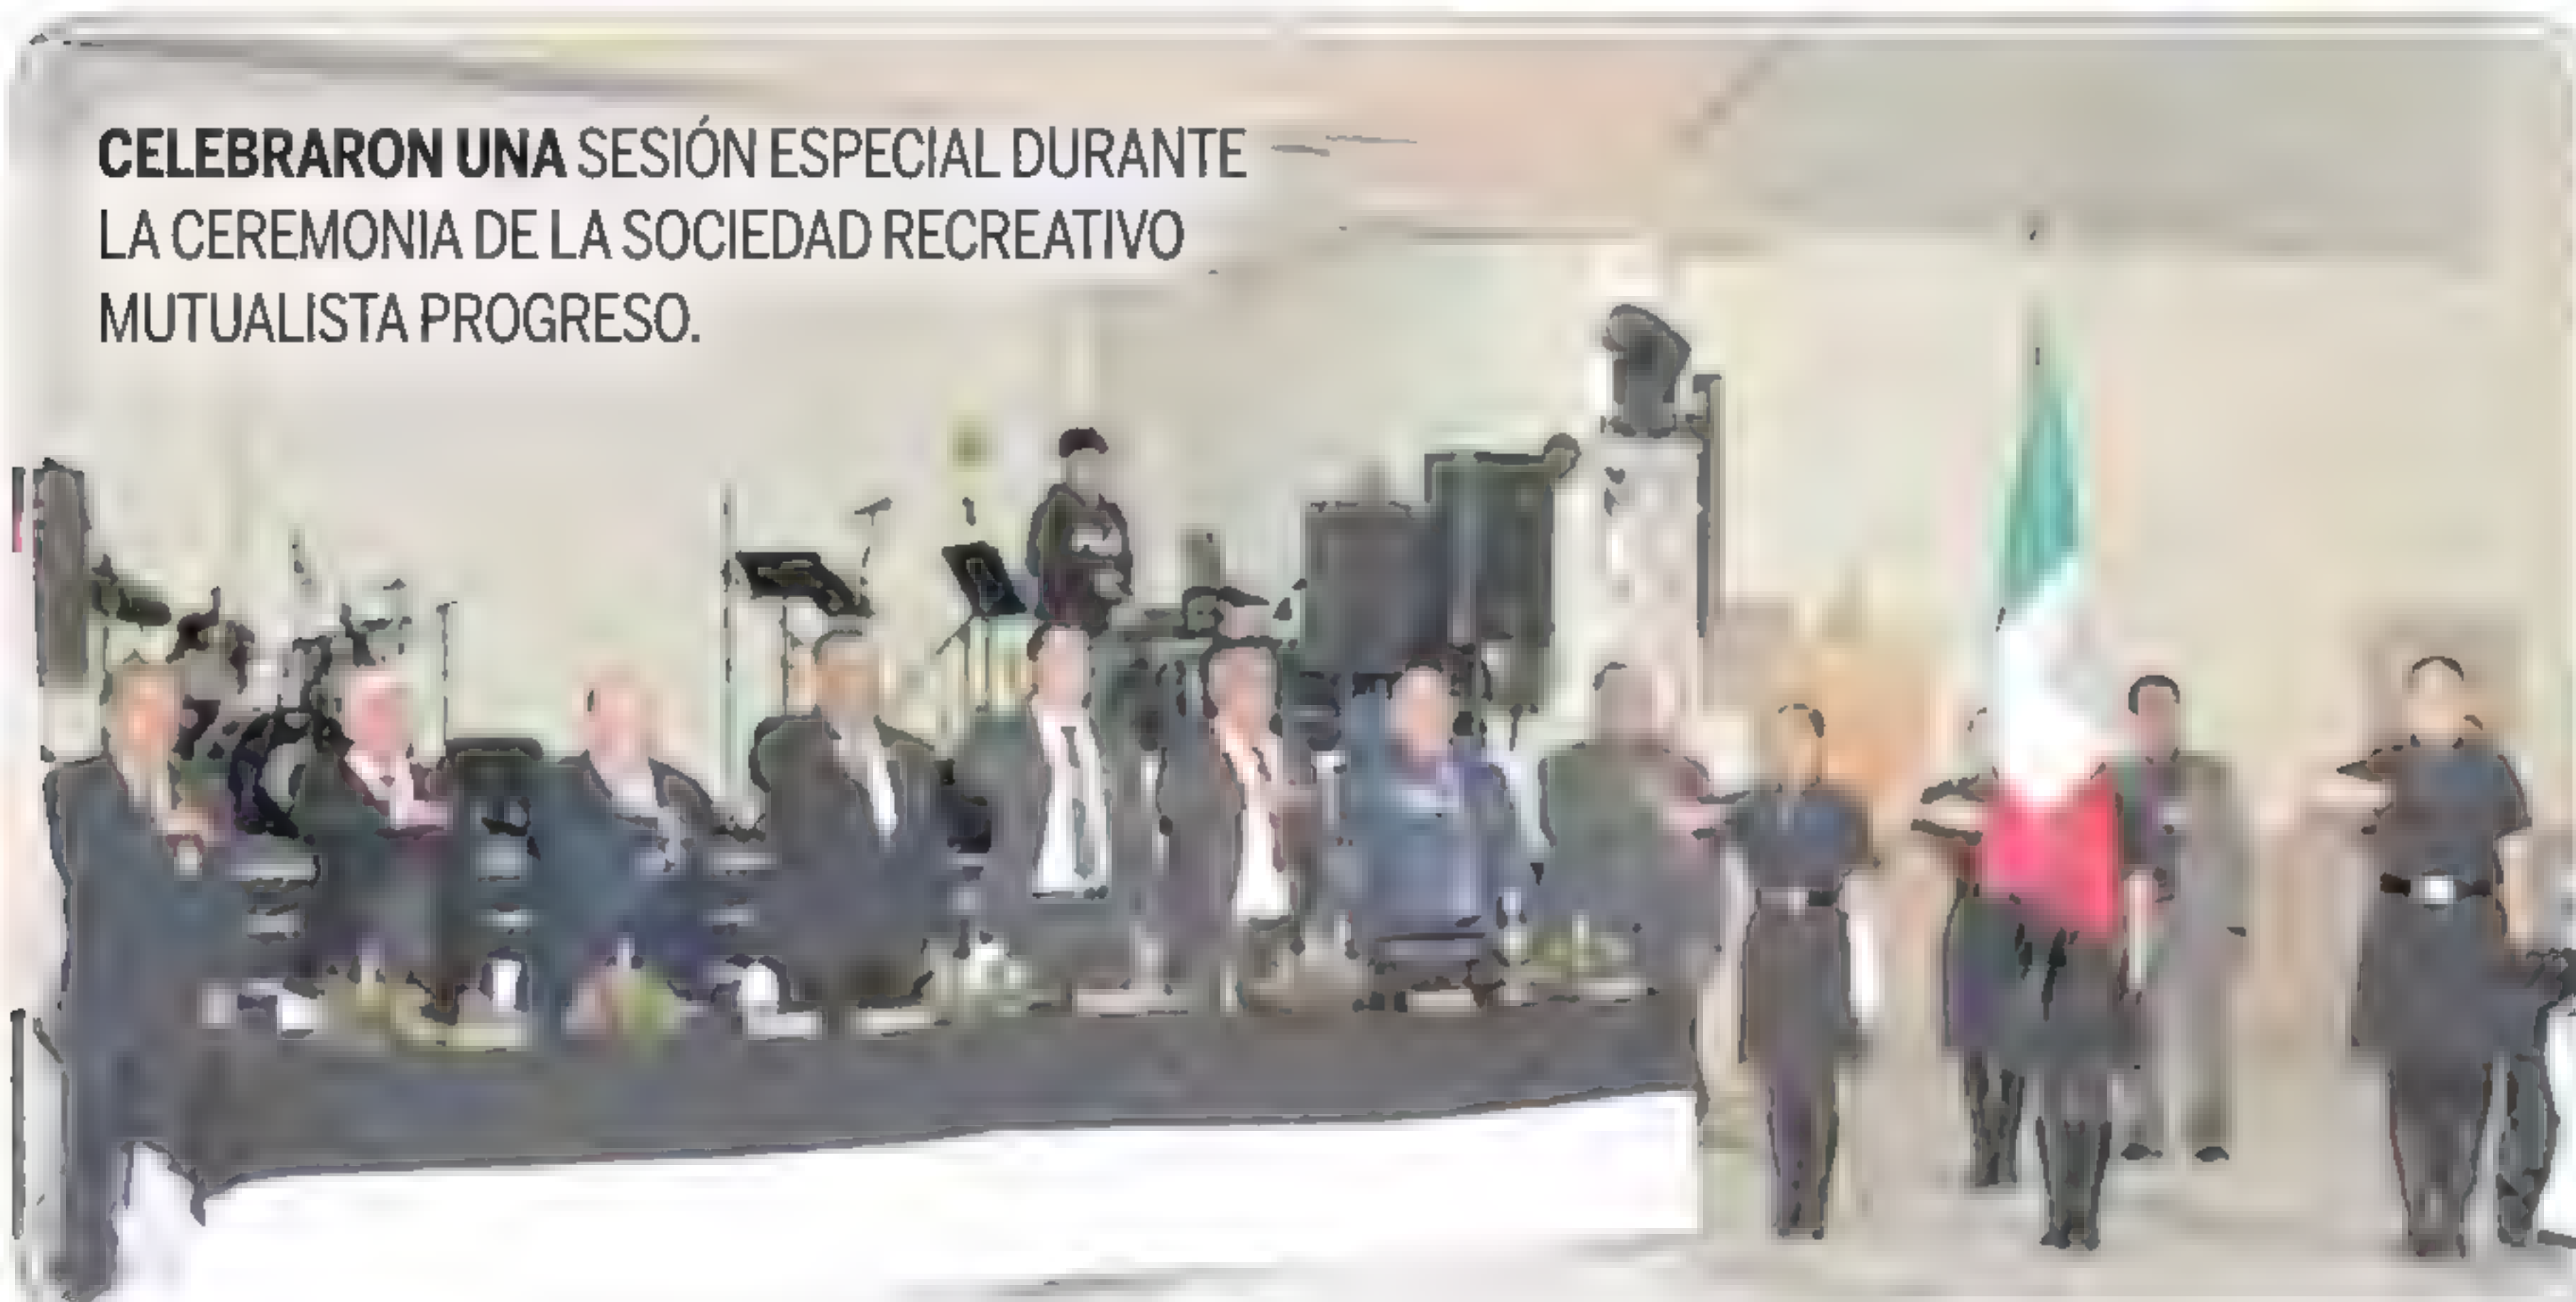 CELEBRARON UNA SESIÓN ESPECIAL DURANTE
LA CEREMONIA DE LA SOCIEDAD RECREATIVO
MUTUALISTA PROGRESO.